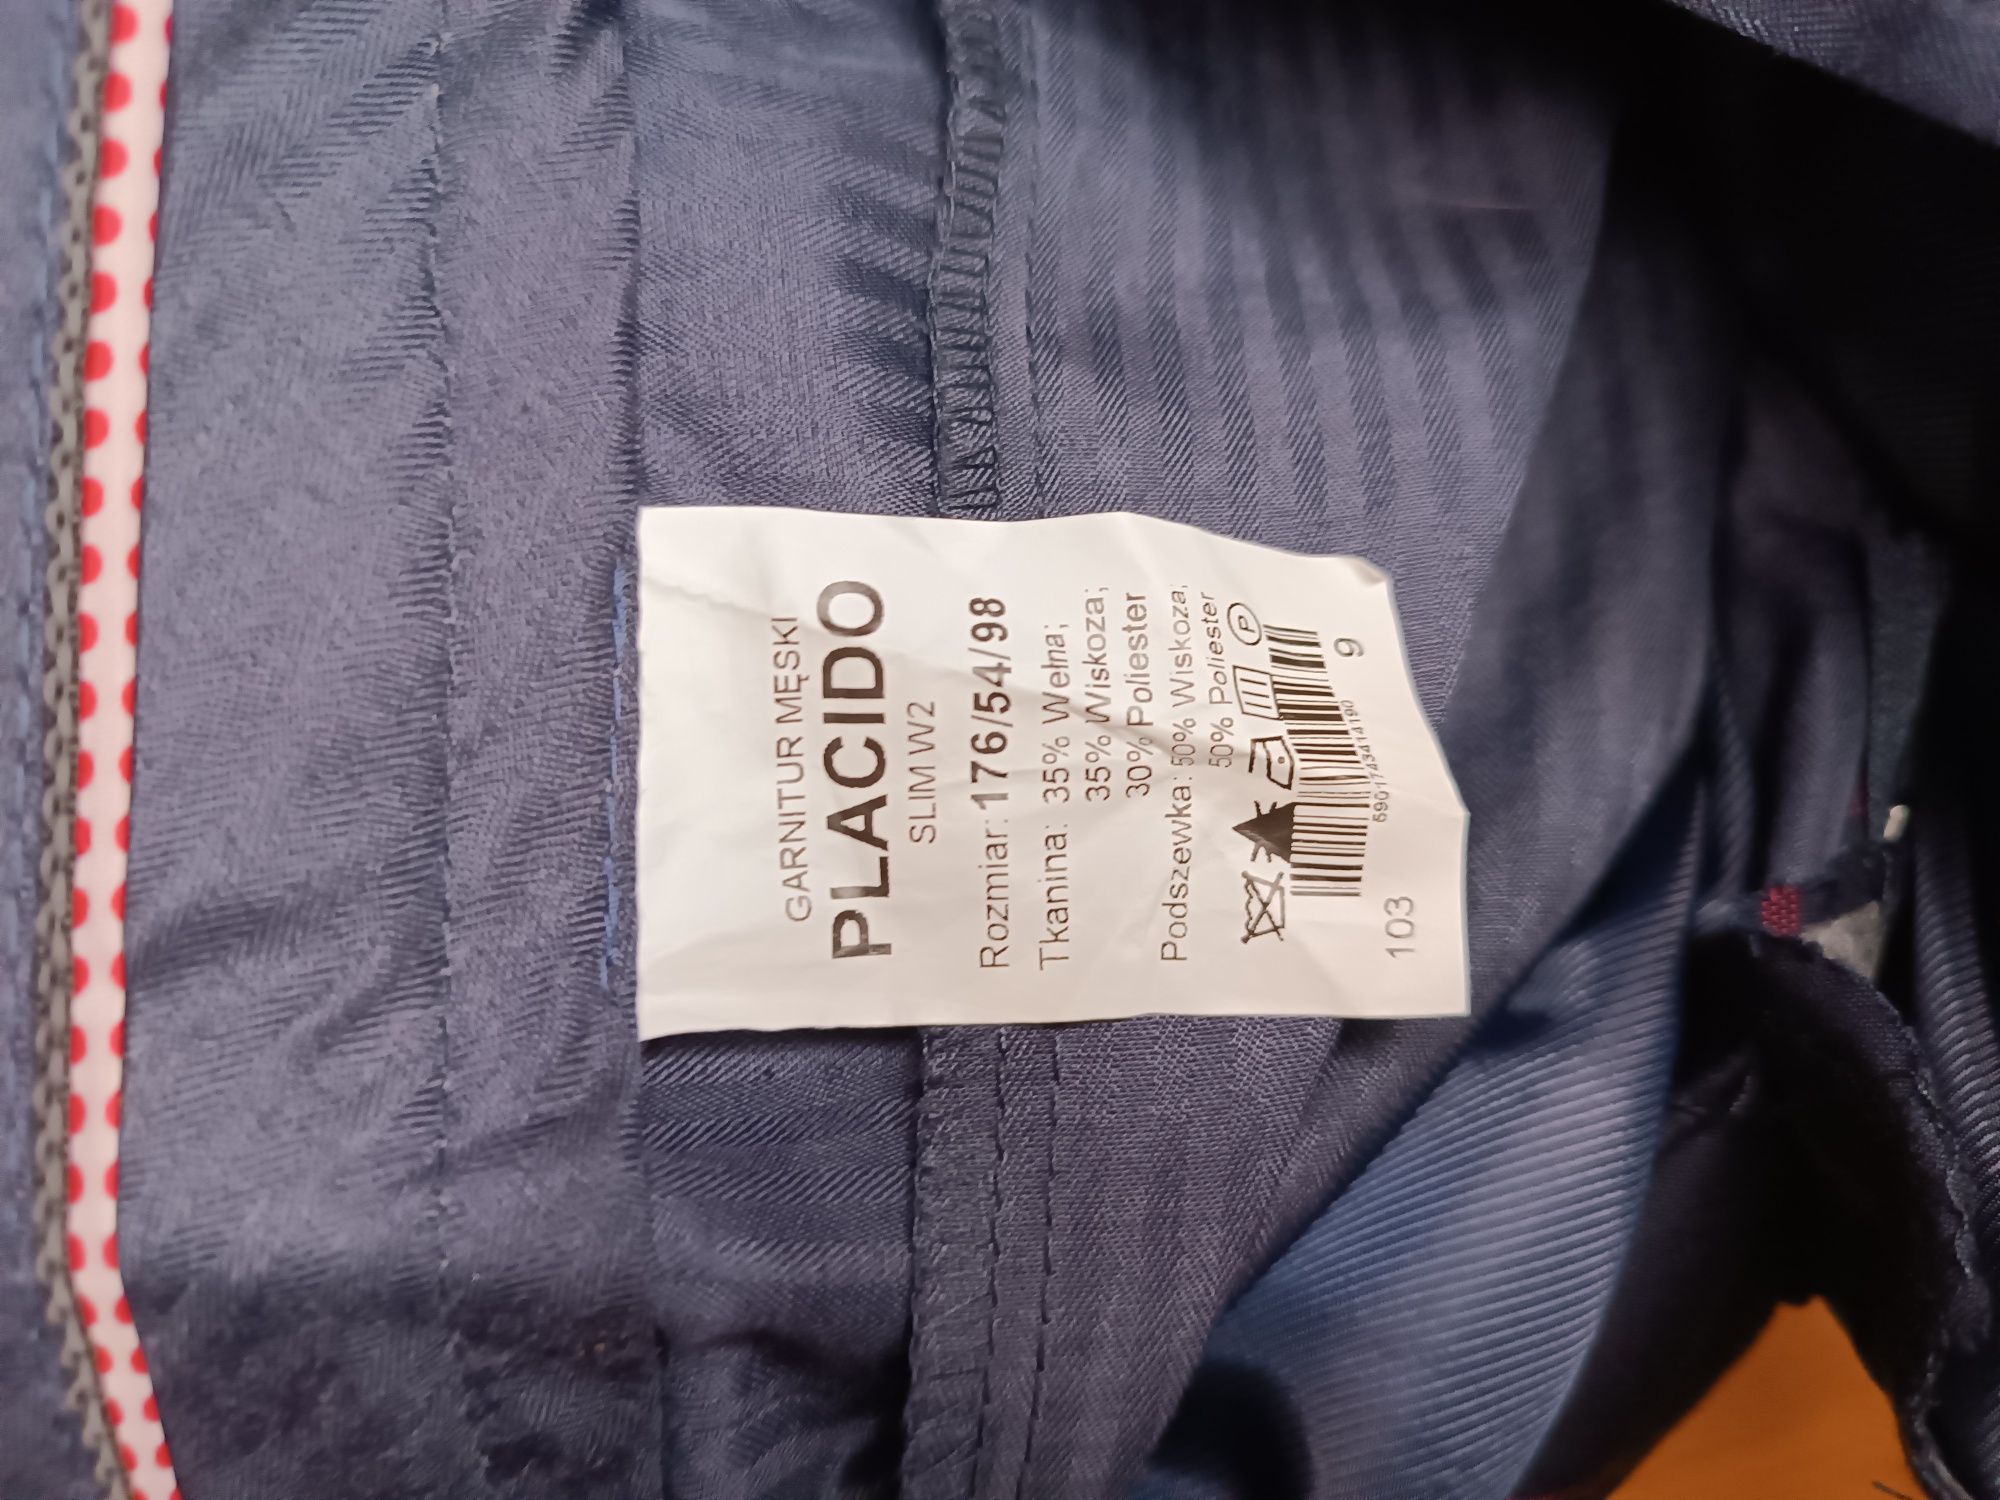 GARNITUR MĘSKI
PLACIDO
SLIM W2
Rozmiar: 176/54/98
Tkanina: 35% Wełna;
35% Wiskoza;
30% Poliester
Podszewka: 50% Wiskoza;
50% Poliester
P
5901743414190
9
103